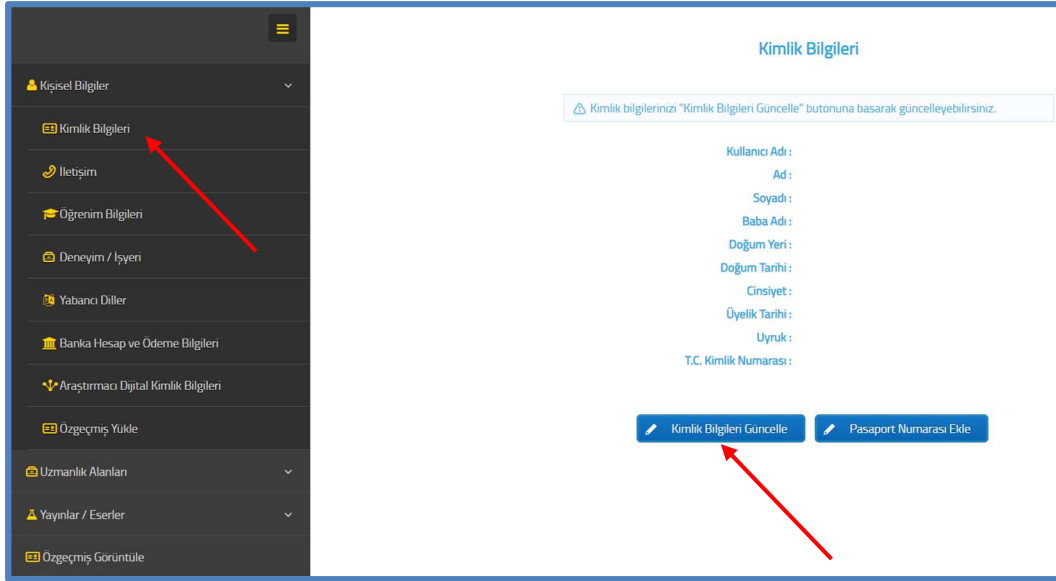 Kişisel Bilgiler
Kimlik Bilgileri
İletişim
Öğrenim Bilgileri
Deneyim / İşyeri
Yabancı Diller
Banka Hesap ve Ödeme Bilgileri
Araştırmacı Dijital Kimlik Bilgileri
Özgeçmiş Yükle
Uzmanlık Alanları
Yayınlar / Eserler
Özgeçmiş Görüntüle
Kimlik Bilgileri
Kimlik bilgilerinizi "Kimlik Bilgileri Güncelle" butonuna basarak güncelleyebilirsiniz.
Kullanıcı Adı :
Ad :
Soyadı :
Baba Adı :
Doğum Yeri :
Doğum Tarihi :
Cinsiyet :
Üyelik Tarihi :
Uyruk :
T.C. Kimlik Numarası :
Kimlik Bilgileri Güncelle
Pasaport Numarası Ekle